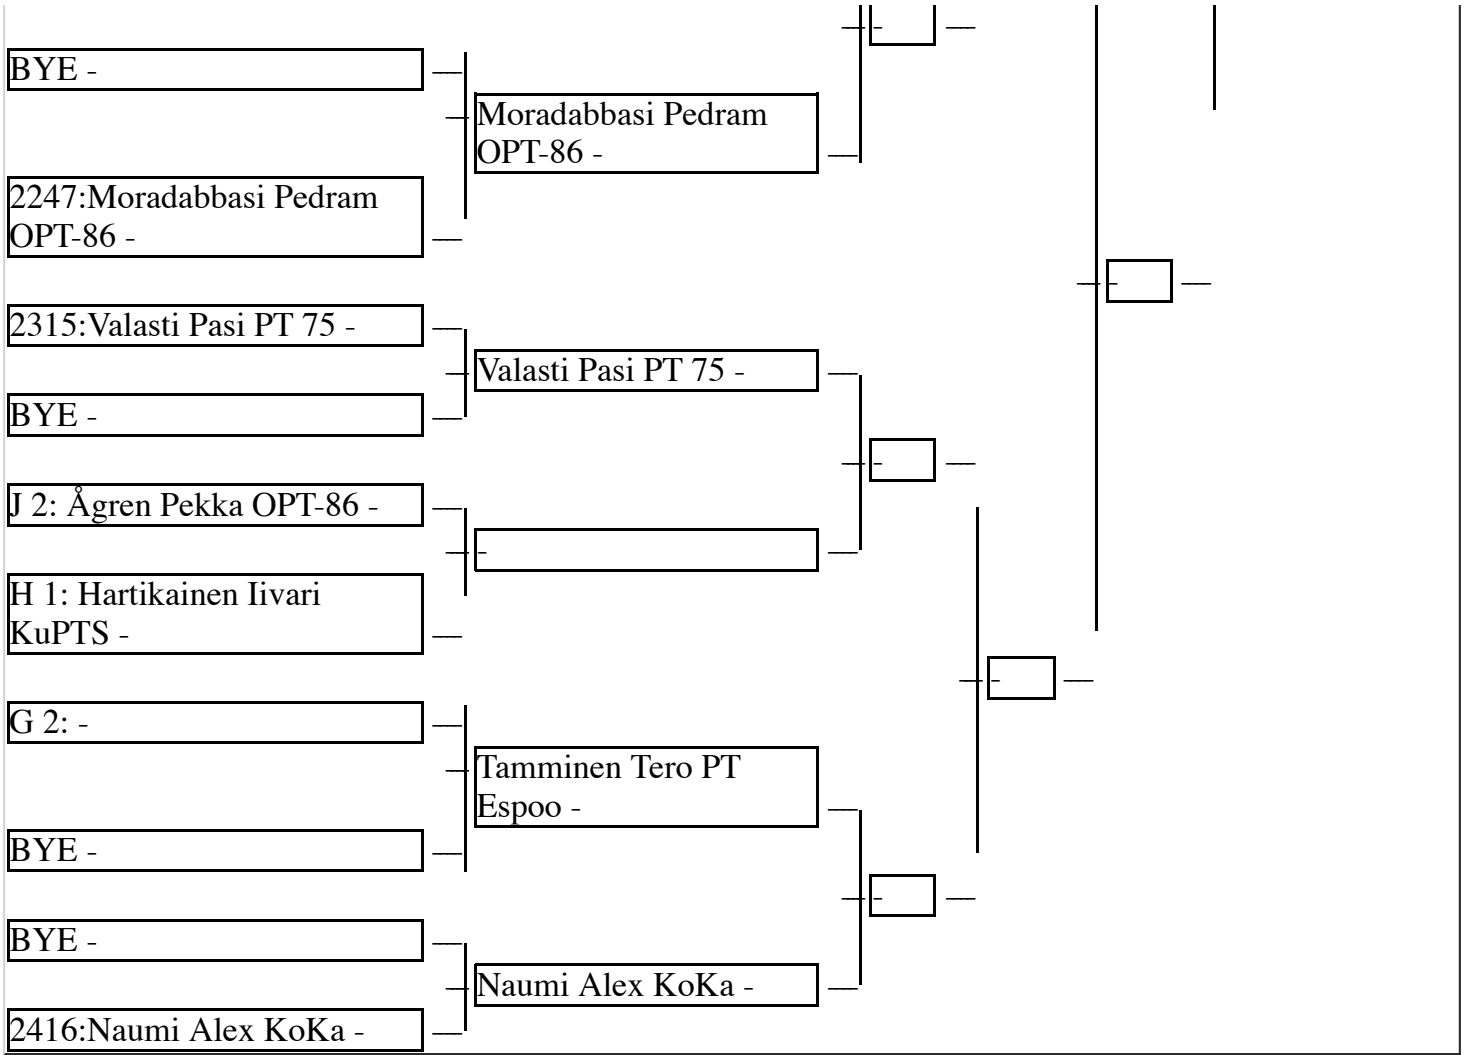 BYE -
2247:Moradabbasi Pedram
OPT-86 -
2315:Valasti Pasi PT 75 -
BYE -
J 2: Ågren Pekka OPT-86 -
H 1: Hartikainen Iivari
KuPTS -
G 2: -
BYE -
BYE -
2416:Naumi Alex KoKa -
Moradabbasi Pedram
OPT-86 -
Valasti Pasi PT 75 -
-
Tamminen Tero PT
Espoo -
Naumi Alex KoKa -
-
-
-
-
-